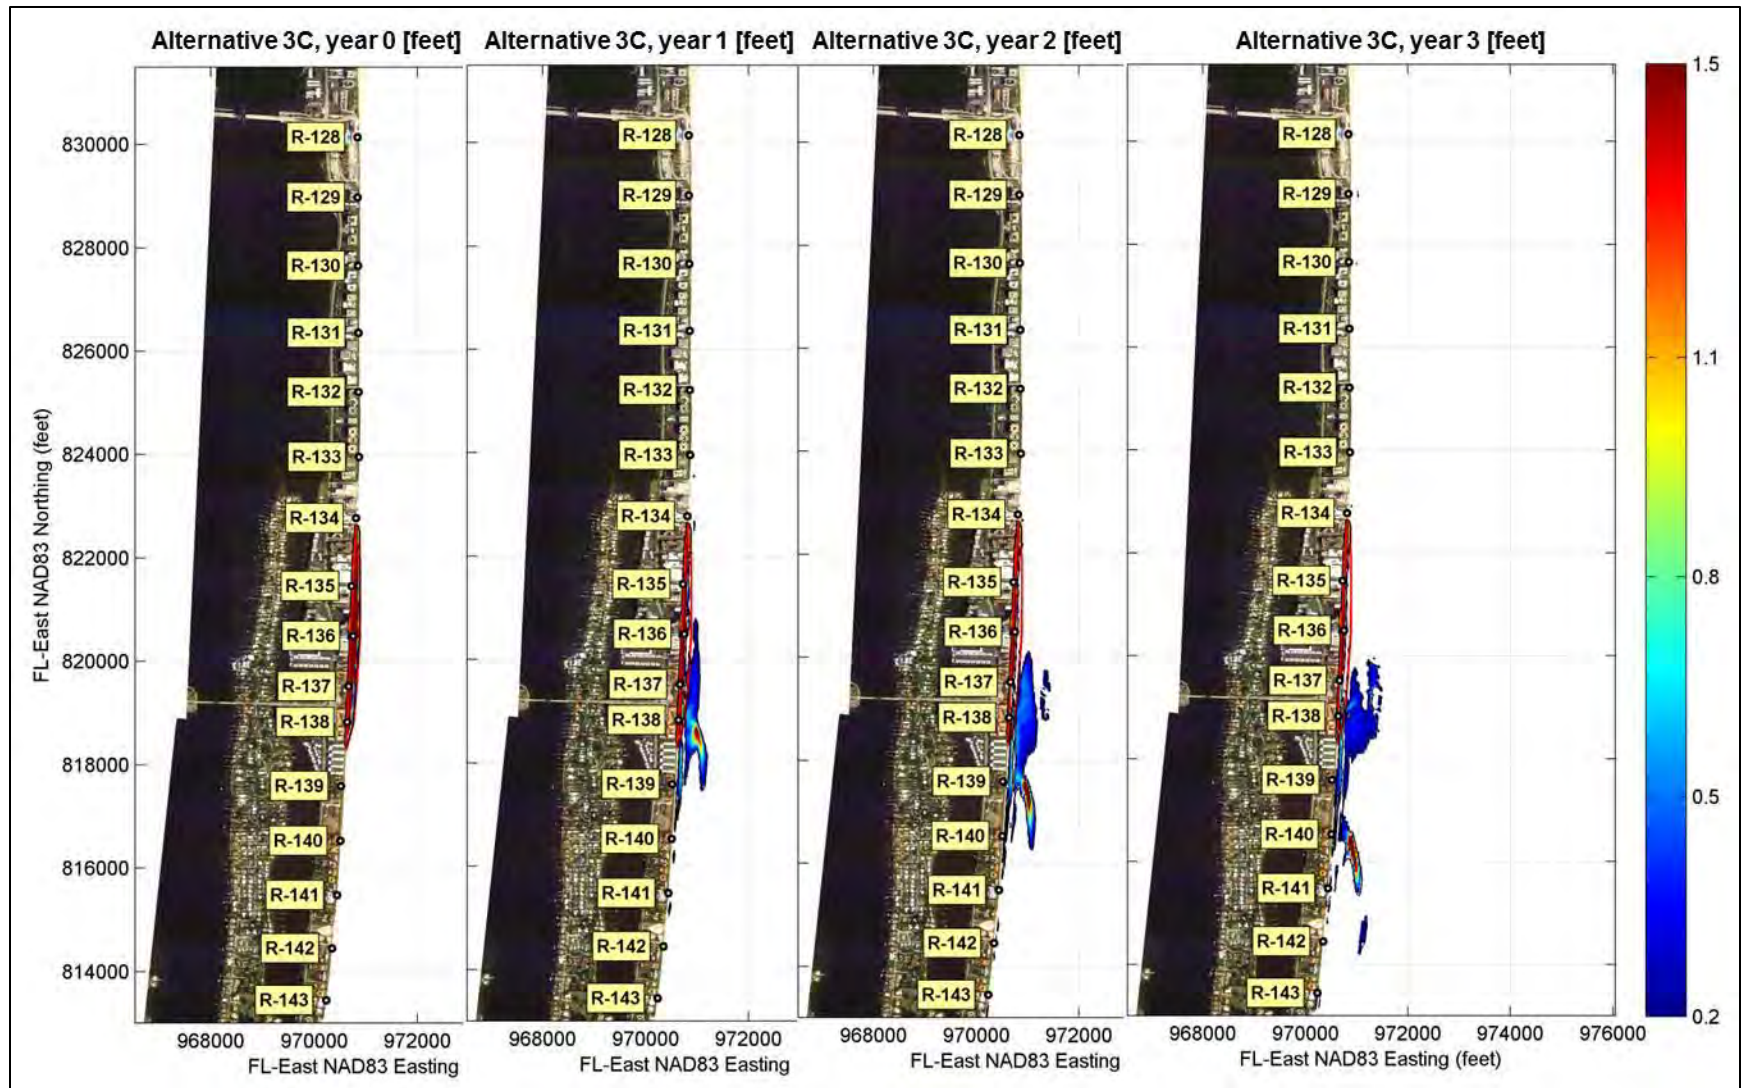 Alternative 3C, year 0 [feet]
Alternative 3C, year 1 [feet]
Alternative 3C, year 2 [feet]
Alternative 3C, year 3 [feet]
FL-East NAD83 Northing (feet)
830000
828000
826000
824000
822000
820000
818000
816000
814000
R-128
R-129
R-130
R-131
R-132
R-133
R-134
R-135
R-136
R-137
R-138
R-139
R-140
R-141
R-142
R-143
968000 970000 972000
FL-East NAD83 Easting
R-128
R-129
R-130
R-131
R-132
R-133
R-134
R-135
R-136
R-137
R-138
R-139
R-140
R-141
R-142
R-143
968000 970000 972000
FL-East NAD83 Easting
R-128
R-129
R-130
R-131
R-132
R-133
R-134
R-135
R-136
R-137
R-138
R-139
R-140
R-141
R-142
R-143
968000 970000 972000
FL-East NAD83 Easting
R-128
R-129
R-130
R-131
R-132
R-133
R-134
R-135
R-136
R-137
R-138
R-139
R-140
R-141
R-142
R-143
968000 970000 972000 974000 976000
FL-East NAD83 Easting (feet)
1.5
1.1
0.8
0.5
0.2